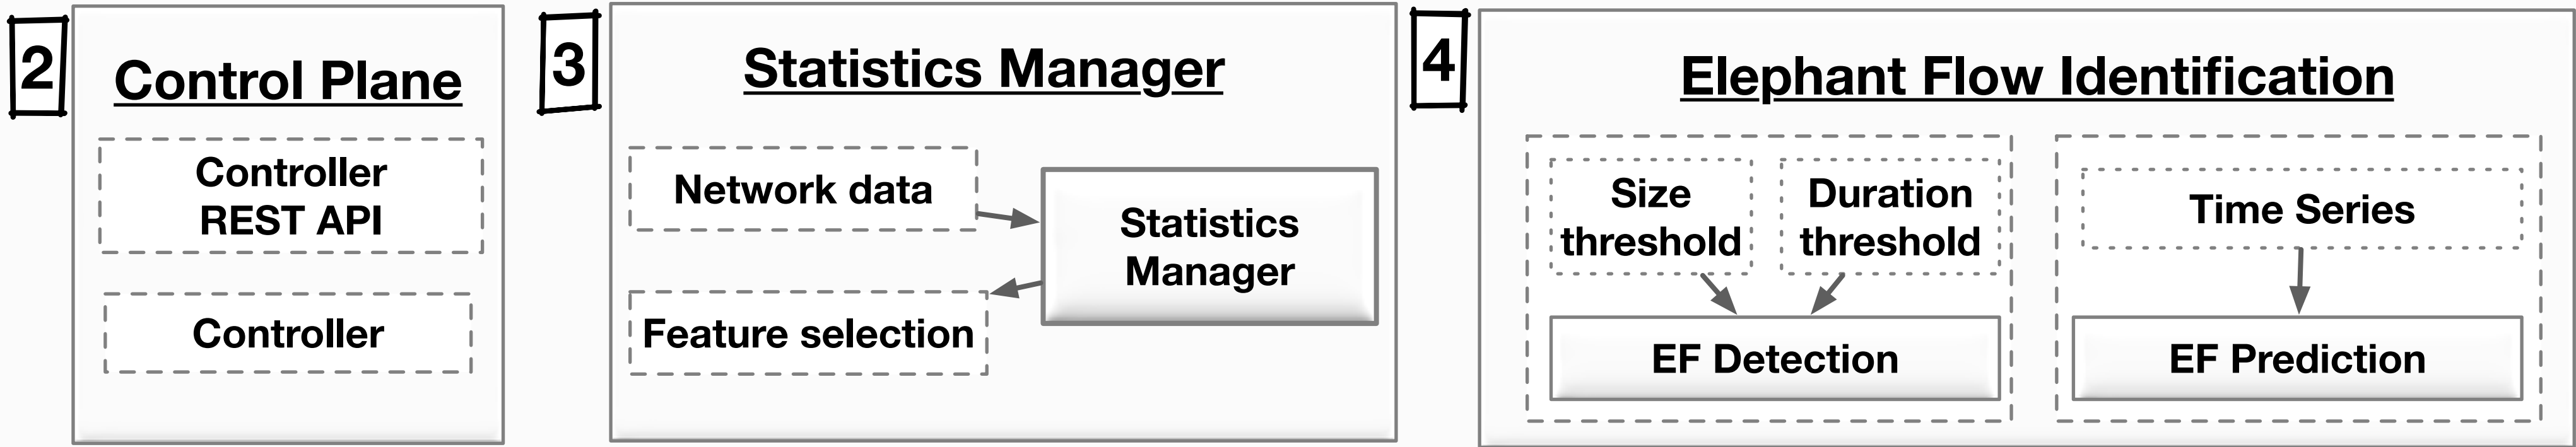 2
Control Plane
Controller
REST API
Controller
3
Statistics Manager
Network data
Statistics
Manager
Feature selection
4
Elephant Flow Identification
Size
threshold
Duration
threshold
EF Detection
Time Series
EF Prediction